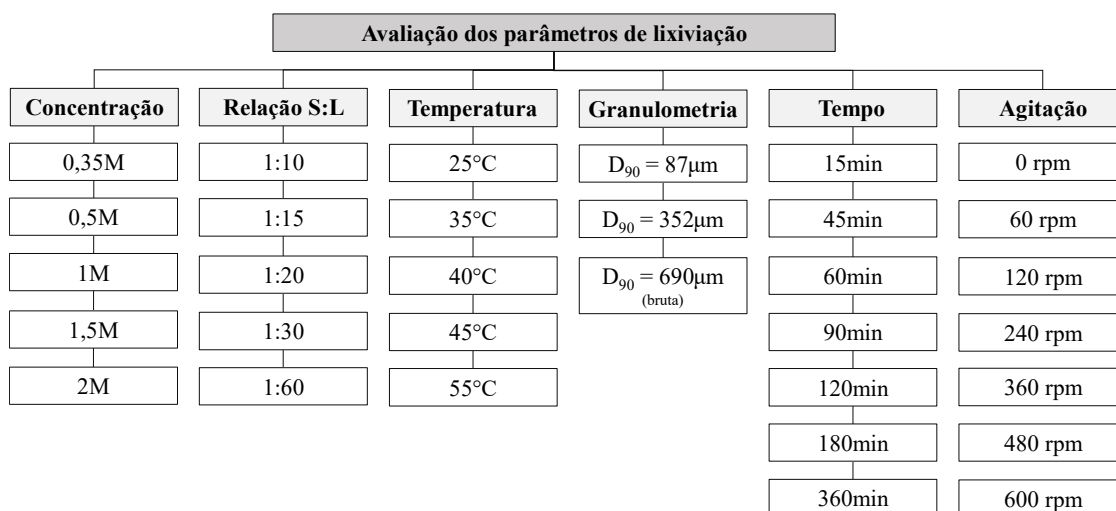 Avaliação dos parâmetros de lixiviação
Concentração
0,35M
0,5M
1M
1,5M
2M
Relação S:L
1:10
1:15
1:20
1:30
1:60
Temperatura
25°C
35°C
40°C
45°C
55°C
Granulometria
D₉₀ = 87μm
D₉₀ = 352μm
D₉₀ = 690μm
(bruta)
Tempo
15min
45min
60min
90min
120min
180min
360min
Agitação
0 rpm
60 rpm
120 rpm
240 rpm
360 rpm
480 rpm
600 rpm